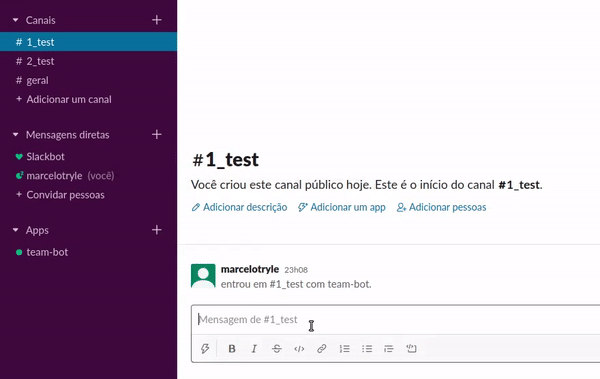 Canais
# 1_test
# 2_test
# geral
+ Adicionar um canal
Mensagens diretas
Slackbot
marcelotryle (você)
+ Convidar pessoas
Apps
team-bot
#1_test
Você criou este canal público hoje. Este é o início do canal #1_test.
Adicionar descrição Adicionar um app Adicionar pessoas
marcelotryle 23h08
entrou em #1_test com team-bot.
Mensagem de #1_test
B I S </>